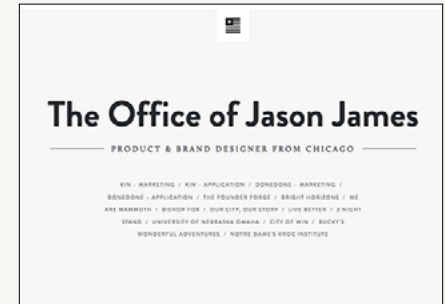 The Office of Jason James
PRODUCT & BRAND DESIGNER FROM CHICAGO
KIN - MARKETING / KIN - APPLICATION / DONEDONE - MARKETING /
DONEDONE - APPLICATION / THE FOUNDER FORGE / BRIGHT HORIZONS / WE
ARE MAMMOTH / BISHOP FOX / OUR CITY, OUR STORY / LIVE BETTER / 2 NIGHT
STAND / UNIVERSITY OF NEBRASKA OMAHA / CITY OF WIN / BUCKY'S
WONDERFUL ADVENTURES / NOTRE DAME'S KROC INSTITUTE